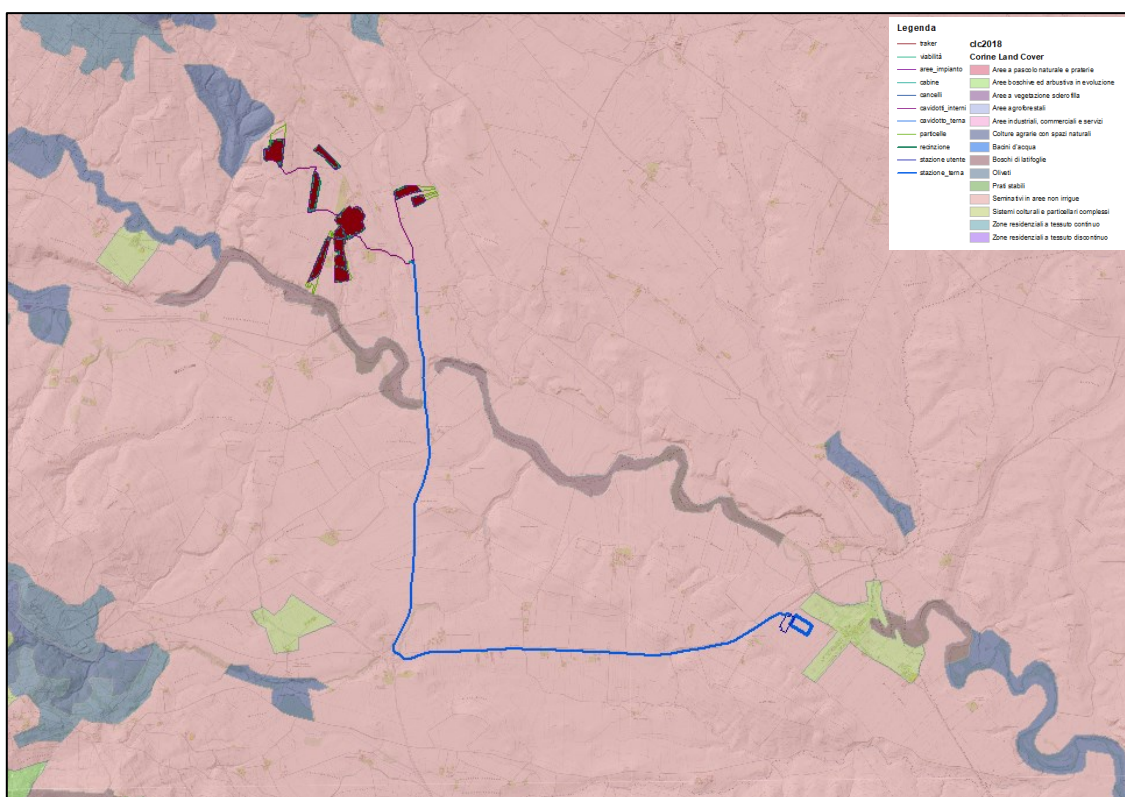 Legenda
traker
viabilità
aree_impianto
cabine
cancelli
cavidotti_interni
cavidotto_terna
particelle
recinzione
stazione utente
stazione_terna
clc2018
Corine Land Cover
Aree a pascolo naturale e praterie
Aree boschive ed arbustiva in evoluzione
Aree a vegetazione sclerofilla
Aree agroforestali
Aree industriali, commerciali e servizi
Colture agrarie con spazi naturali
Bacini d'acqua
Boschi di latifoglie
Oliveti
Prati stabili
Seminativi in aree non irrigue
Sistemi colturali e particellari complessi
Zone residenziali a tessuto continuo
Zone residenziali a tessuto discontinuo